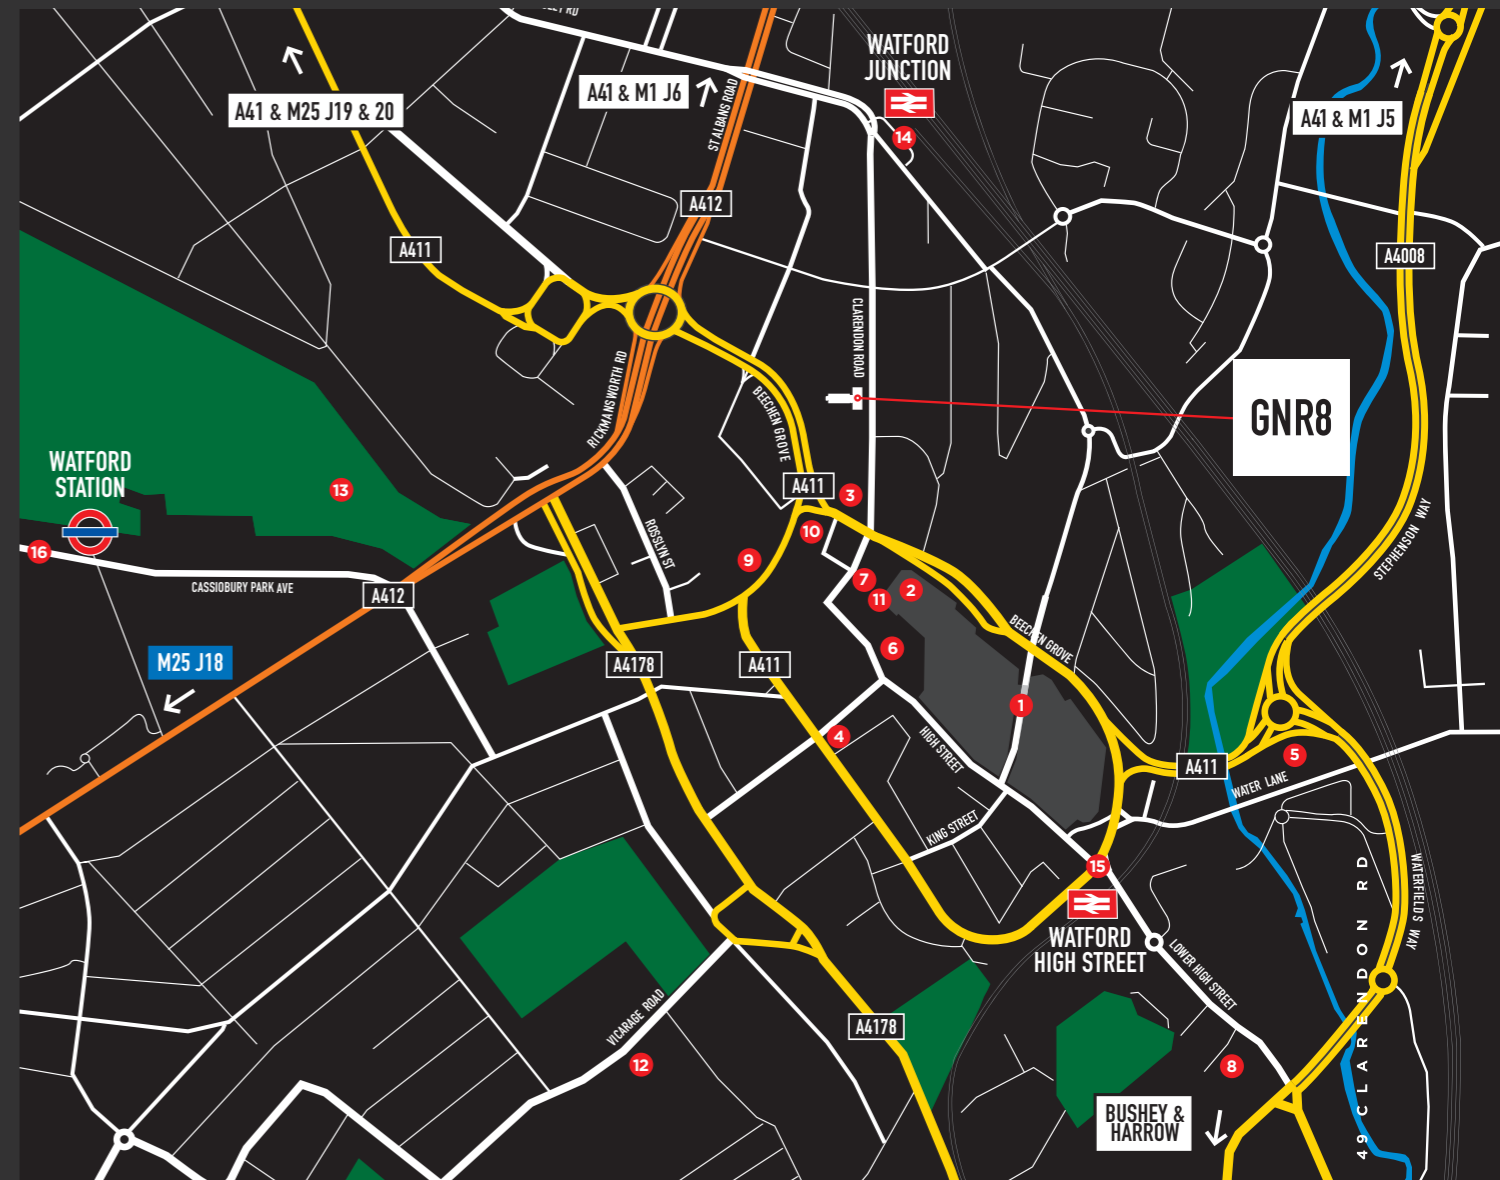 WATFORD
JUNCTION
14
A41 & M25 J19 & 20
A41 & M1 J6
A41 & M1 J5
ST ALBANS ROAD
A412
A411
A4008
CLARENDON ROAD
GNR8
RICKMANSWORTH RD
BEECHEN GROVE
WATFORD
STATION
13
16
CASSIOBURY PARK AVE
A412
M25 J18
ROSSLYN ST
A411
3
10
9
7
11
2
6
BEECHEN GROVE
STEPHENSON WAY
A4178
A411
1
4
HIGH STREET
KING STREET
A411
5
WATER LANE
WATERFIELDS WAY
15
WATFORD
HIGH STREET
LOWER HIGH STREET
VICARAGE ROAD
12
A4178
8
BUSHEY &
HARROW
49 CLARENDON RD